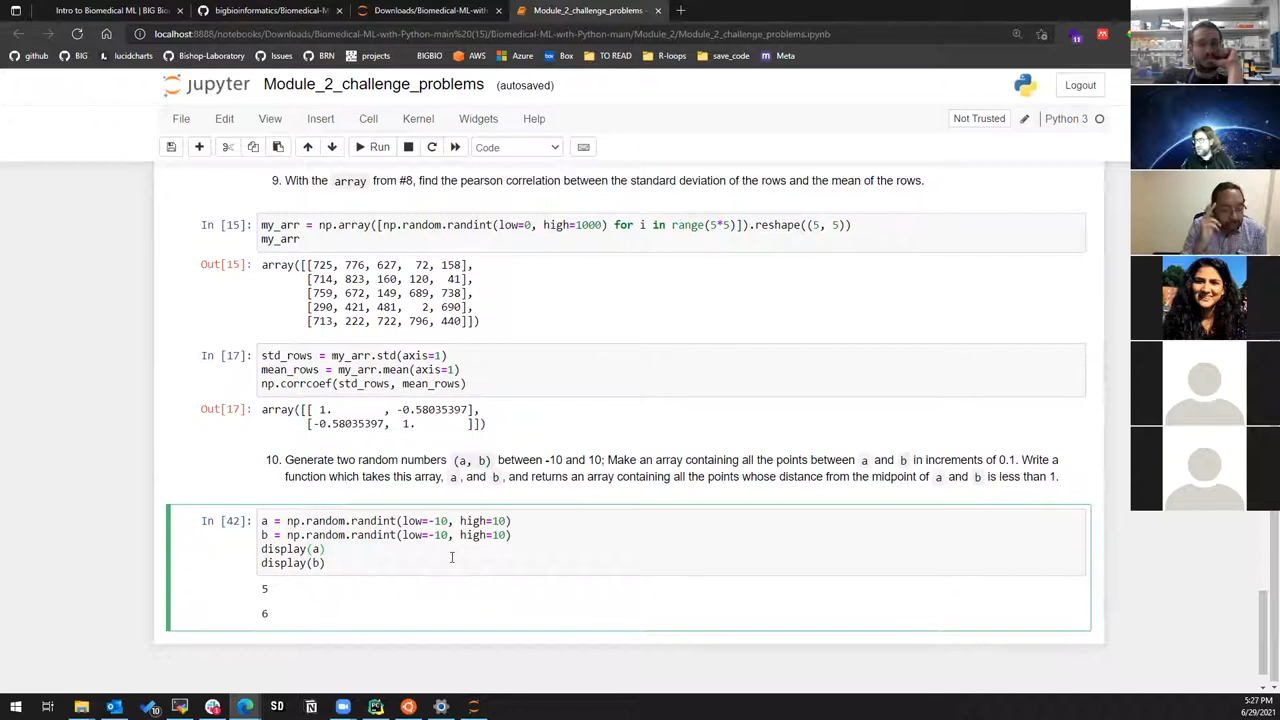 Intro to Biomedical ML | BIG Bio
bigbioinformatics/Biomedical-M
Downloads/Biomedical-ML-with-
Module_2_challenge_problems
localhost:8888/notebooks/Downloads/Biomedical-ML-with-Python-main%20(15)/Biomedical-ML-with-Python-main/Module_2/Module_2_challenge_problems.ipynb
11
github
lucidcharts
Bishop-Laboratory
Issues
BRN
projects
AWS
Azure
Box
TO READ
R-loops
save_code
Meta
jupyter
Module_2_challenge_problems
(autosaved)
Logout
File
Edit
View
Insert
Cell
Kernel
Widgets
Help
Not Trusted
Python 3
Run
Code
9. With the array from #8, find the pearson correlation between the standard deviation of the rows and the mean of the rows.
In [15]:
my_arr = np.array([np.random.randint(low=0, high=1000) for i in range(5*5)]).reshape((5, 5))
my_arr
Out[15]:
array([[725, 776, 627, 72, 158],
[714, 823, 160, 120, 41],
[759, 672, 149, 689, 738],
[290, 421, 481, 2, 690],
[713, 222, 722, 796, 440]])
In [17]:
std_rows = my_arr.std(axis=1)
mean_rows = my_arr.mean(axis=1)
np.corrcoef(std_rows, mean_rows)
Out[17]:
array([[ 1. , -0.58035397],
[-0.58035397, 1. ]])
10. Generate two random numbers (a, b) between -10 and 10; Make an array containing all the points between a and b in increments of 0.1. Write a
function which takes this array, a, and b, and returns an array containing all the points whose distance from the midpoint of a and b is less than 1.
In [42]:
a = np.random.randint(low=-10, high=10)
b = np.random.randint(low=-10, high=10)
display(a)
display(b)
5
6
SD
5:27 PM
6/29/2021